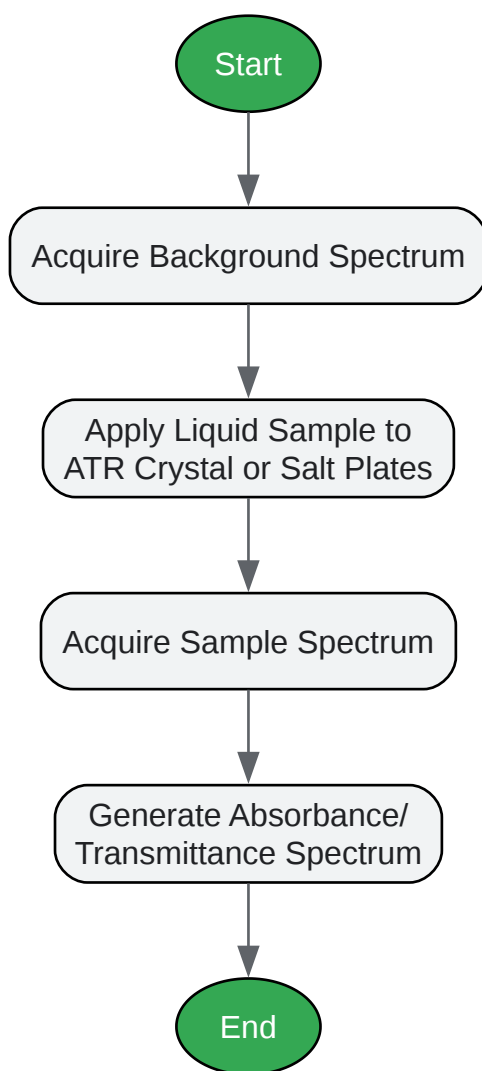 Start
Acquire Background Spectrum
Apply Liquid Sample to
ATR Crystal or Salt Plates
Acquire Sample Spectrum
Generate Absorbance/
Transmittance Spectrum
End